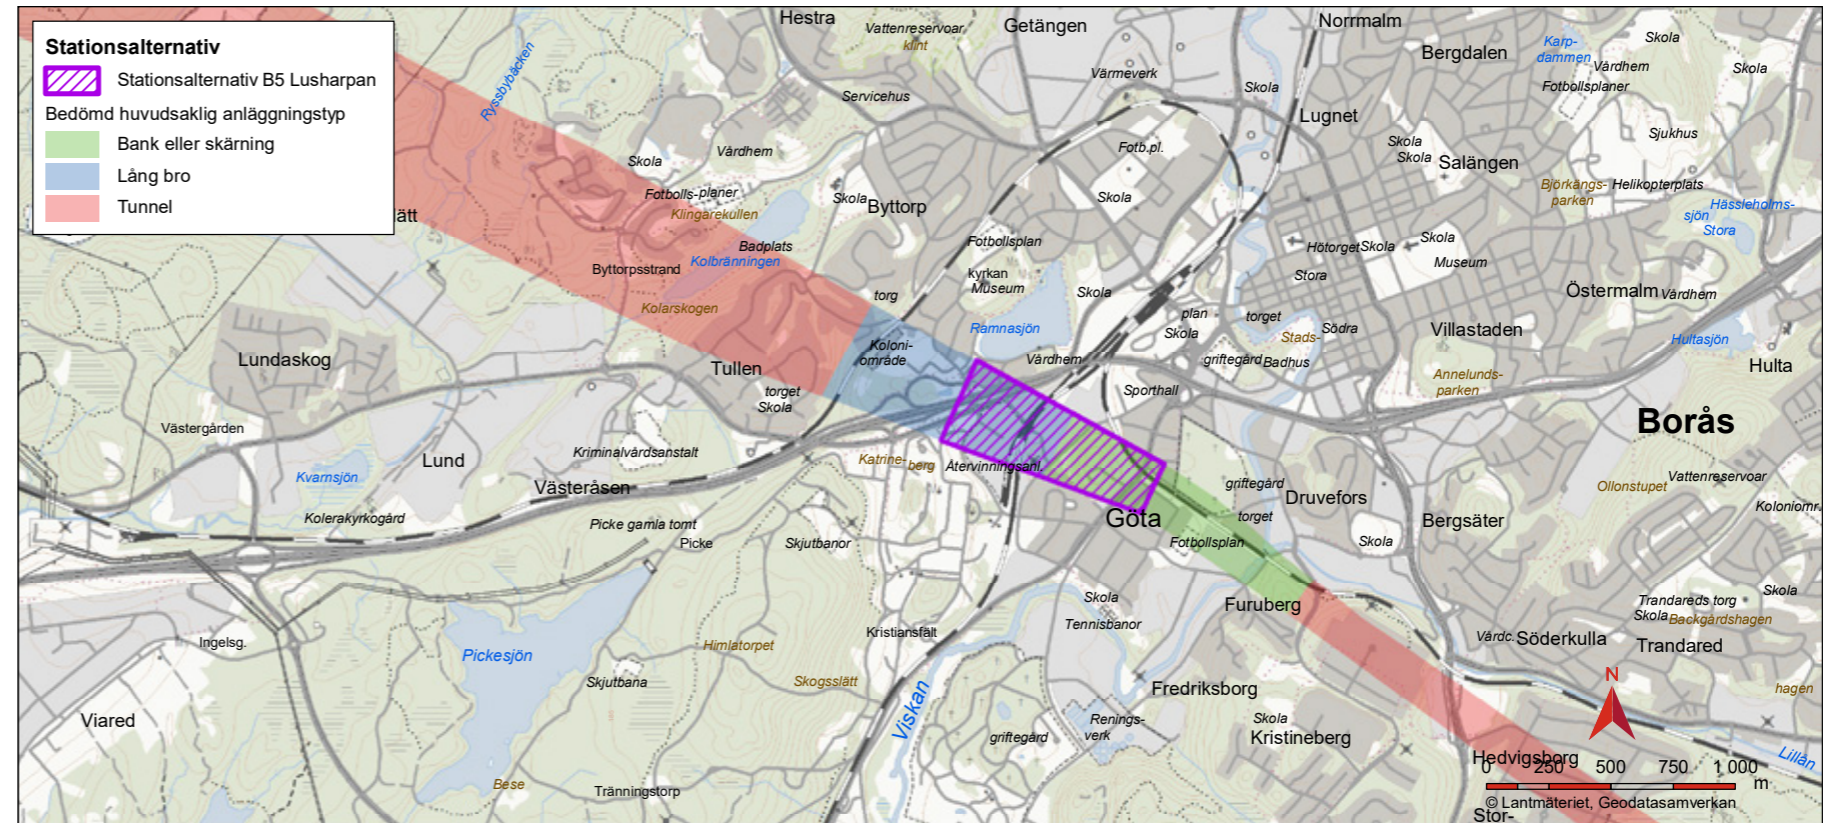 Stationsalternativ
Stationsalternativ B5 Lusharpan
Bedömd huvudsaklig anläggningstyp
Bank eller skärning
Lång bro
Tunnel
Hestra
Vattenreservoar
klint
Getängen
Norrmalm
Bergdalen
Karp-
dammen
Skola
Vårdhem
Skola
Fotbollsplaner
Ryssbybäcken
Servicehus
Värmeverk
Skola
Lugnet
Sjukhus
Skola
Skola
Salängen
Skola
Vårdhem
Fotb.pl.
Fotbolls-planer
Skola
Byttorp
Skola
Björkängs-
parken
Helikopterplats
Hässleholms-
sjön
Stora
Klingarekullen
ätt
Badplats
Kolbränningen
Fotbollsplan
Hötorget
Skola
Skola
Museum
Byttorpsstrand
kyrkan
Museum
Stora
Kolarskogen
torg
Skola
Östermalm
Vårdhem
plan
Skola
torget
Södra
Ramnasjön
Stads-
Villastaden
Hultasjön
Hulta
Koloni-
område
Lundaskog
Tullen
Vårdhem
griftegård
Badhus
Annelunds-
parken
torget
Skola
Sporthall
Borås
Västergården
Lund
Kriminalvårdsanstalt
Katrine-
berg
Återvinningsanl.
Kvarnsjön
Västeråsen
griftegård
Druvefors
Vattenreservoar
Ollonstupet
Koloniomr.
Kolerakyrkogård
Picke gamla tomt
Picke
Skjutbanor
Göta
torget
Fotbollsplan
Skola
Bergsäter
Skola
Tennisbanor
Furuberg
Skola
Trandareds torg
Skola
Backgårdshagen
Ingelsg.
Kristiansfält
Vårdc.
Söderkulla
Trandared
Himlatorpet
Pickesjön
Skjutbana
Skogsslätt
N
Fredriksborg
hagen
Viskan
Viared
Renings-
verk
Skola
Kristineberg
griftegård
Lillån
Hedvigsborg
Bese
Tränningstorp
0 250 500 750 1 000
m
© Lantmäteriet, Geodatasamverkan
Stor-